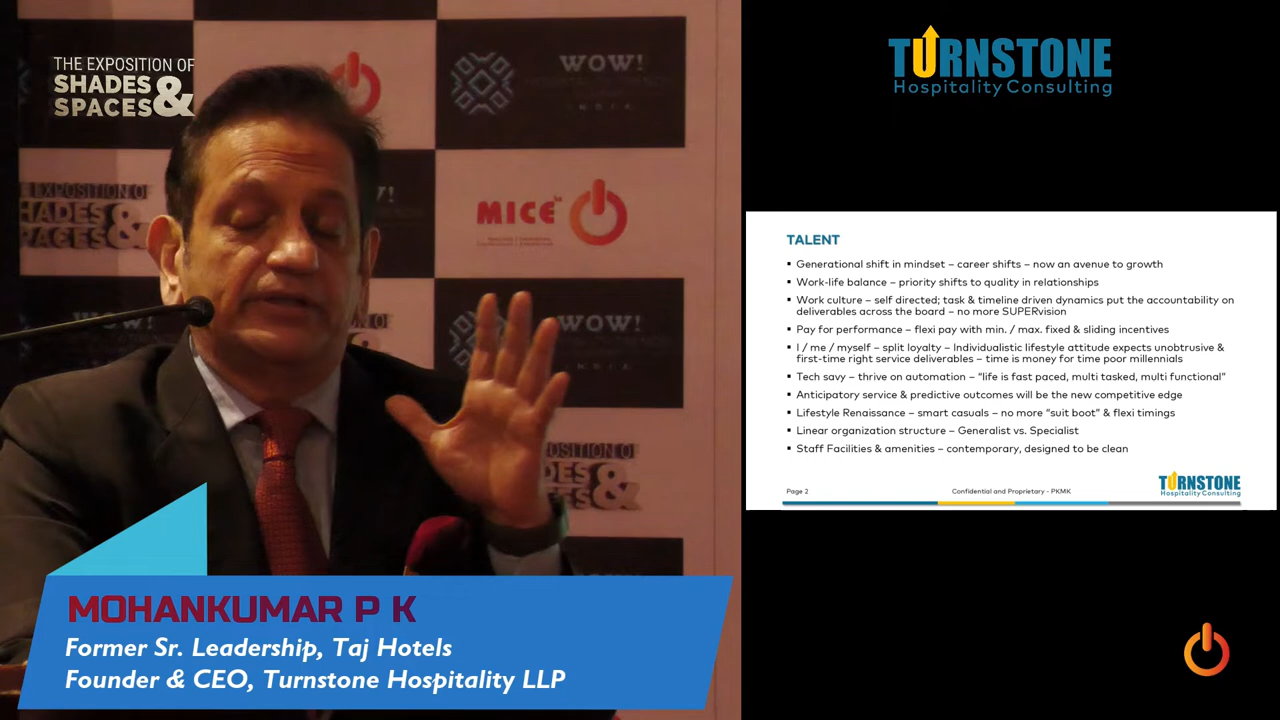 THE EXPOSITION OF
SHADES
SPACES&
WOW!
MICE
WOW!
EXPOSITION OF
HADES
PACES&
MOHANKUMAR P K
Former Sr. Leadership, Taj Hotels
Founder & CEO, Turnstone Hospitality LLP
TURNSTONE
Hospitality Consulting
TALENT
▪ Generational shift in mindset – career shifts – now an avenue to growth
▪ Work-life balance – priority shifts to quality in relationships
▪ Work culture – self directed; task & timeline driven dynamics put the accountability on
deliverables across the board – no more SUPERvision
▪ Pay for performance – flexi pay with min. / max. fixed & sliding incentives
▪ I / me / myself – split loyalty – Individualistic lifestyle attitude expects unobtrusive &
first-time right service deliverables – time is money for time poor millennials
▪ Tech savy – thrive on automation – “life is fast paced, multi tasked, multi functional”
▪ Anticipatory service & predictive outcomes will be the new competitive edge
▪ Lifestyle Renaissance – smart casuals – no more “suit boot” & flexi timings
▪ Linear organization structure – Generalist vs. Specialist
▪ Staff Facilities & amenities – contemporary, designed to be clean
Page 2
Confidential and Proprietary - PKMK
TURNSTONE
Hospitality Consulting